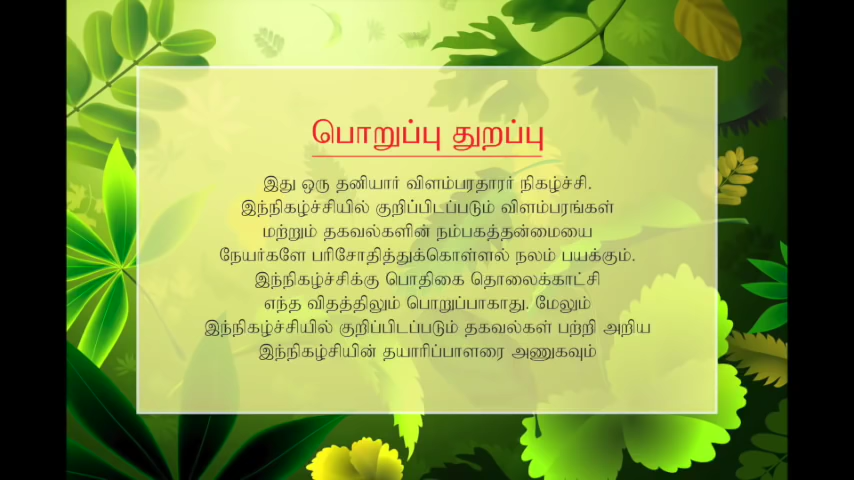 பொறுப்பு துறப்பு
இது ஒரு தனியார் விளம்பரதாரர் நிகழ்ச்சி.
இந்நிகழ்ச்சியில் குறிப்பிடப்படும் விளம்பரங்கள்
மற்றும் தகவல்களின் நம்பகத்தன்மையை
நேயர்களே பரிசோதித்துக்கொள்ளல் நலம் பயக்கும்.
இந்நிகழ்ச்சிக்கு பொதிகை தொலைக்காட்சி
எந்த விதத்திலும் பொறுப்பாகாது. மேலும்
இந்நிகழ்ச்சியில் குறிப்பிடப்படும் தகவல்கள் பற்றி அறிய
இந்நிகழ்சியின் தயாரிப்பாளரை அணுகவும்